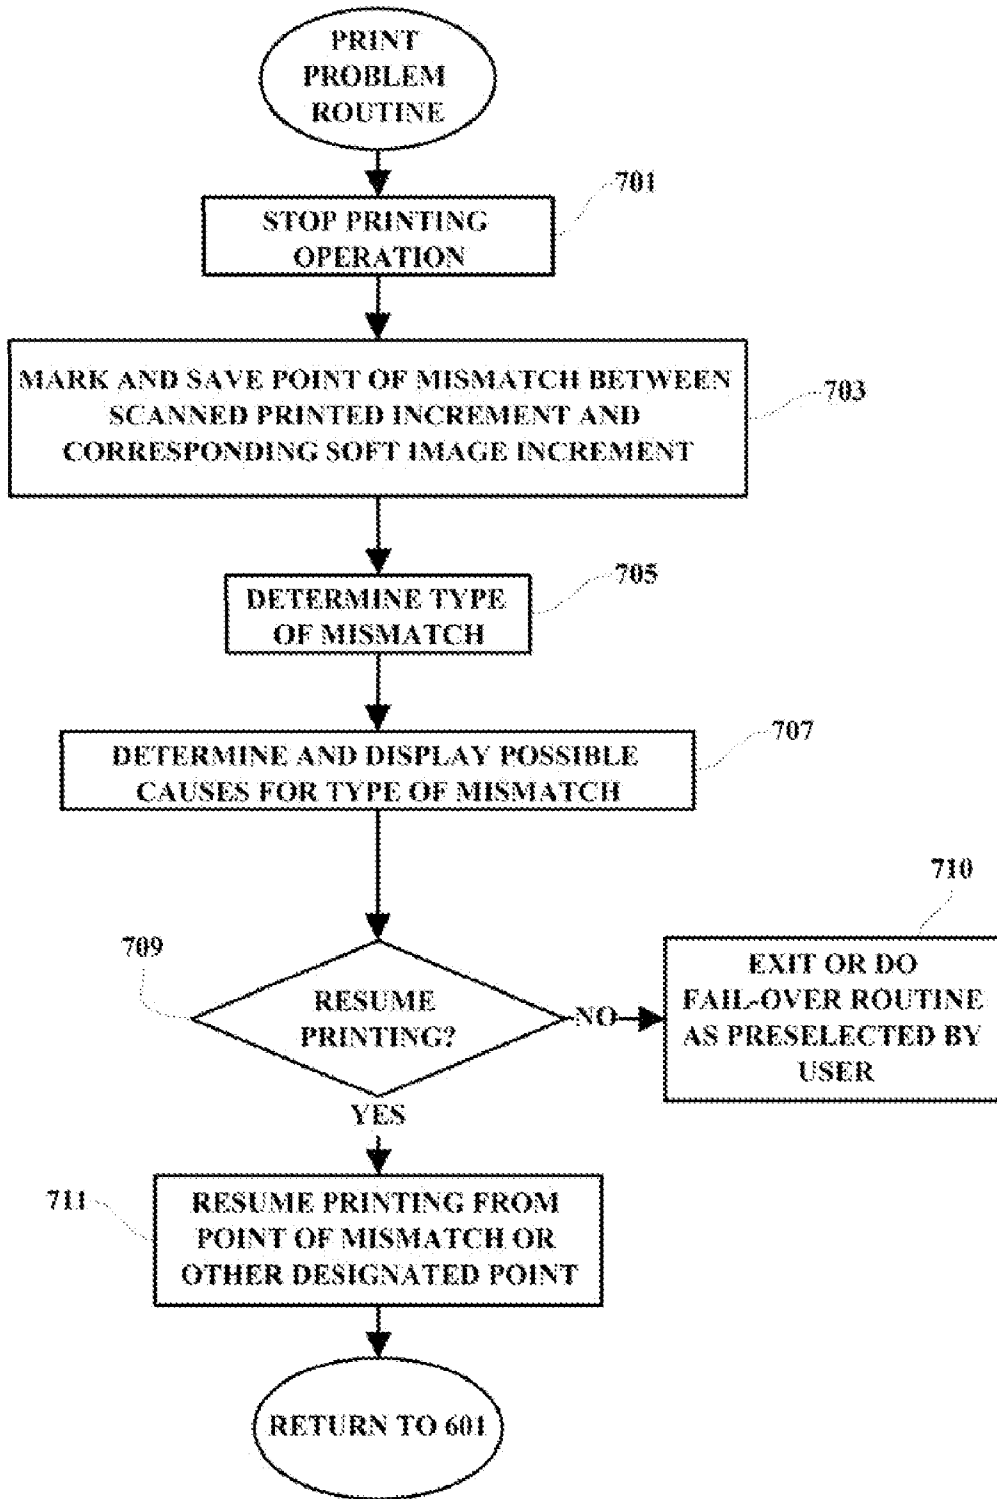 PRINT
PROBLEM
ROUTINE
701
STOP PRINTING
OPERATION
MARK AND SAVE POINT OF MISMATCH BETWEEN
SCANNED PRINTED INCREMENT AND
CORRESPONDING SOFT IMAGE INCREMENT
703
705
DETERMINE TYPE
OF MISMATCH
707
DETERMINE AND DISPLAY POSSIBLE
CAUSES FOR TYPE OF MISMATCH
709
RESUME
PRINTING?
NO
710
EXIT OR DO
FAIL-OVER ROUTINE
AS PRESELECTED BY
USER
YES
711
RESUME PRINTING FROM
POINT OF MISMATCH OR
OTHER DESIGNATED POINT
RETURN TO 601